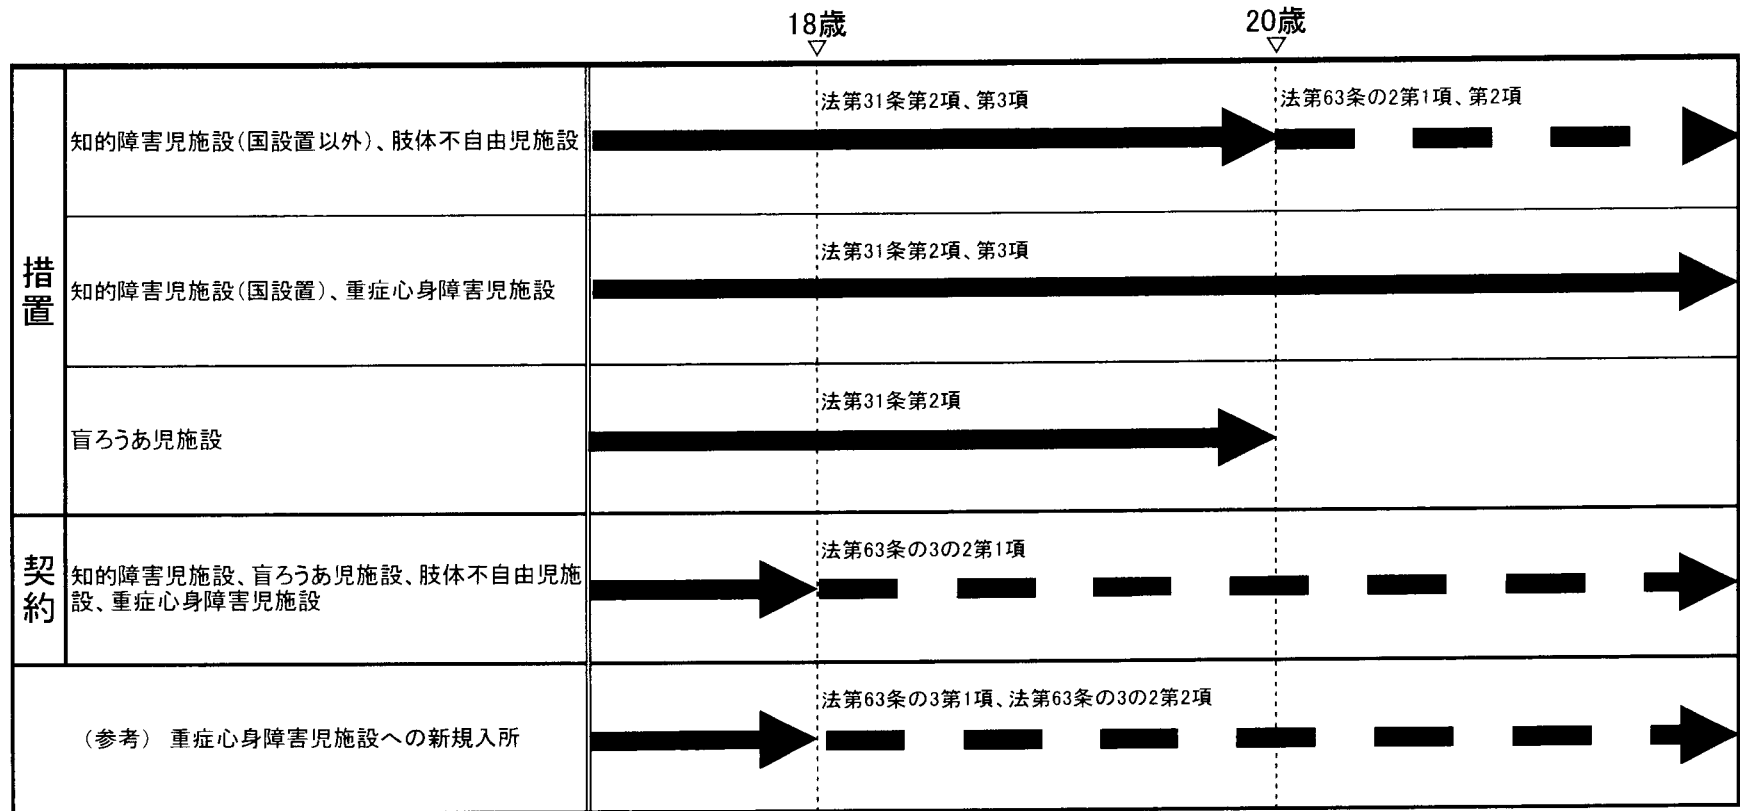 18歳
20歳
措置
知的障害児施設(国設置以外)、肢体不自由児施設
法第31条第2項、第3項
法第63条の2第1項、第2項
知的障害児施設(国設置)、重症心身障害児施設
法第31条第2項、第3項
盲ろうあ児施設
法第31条第2項
契約
知的障害児施設、盲ろうあ児施設、肢体不自由児施
設、重症心身障害児施設
法第63条の3の2第1項
(参考) 重症心身障害児施設への新規入所
法第63条の3第1項、法第63条の3の2第2項